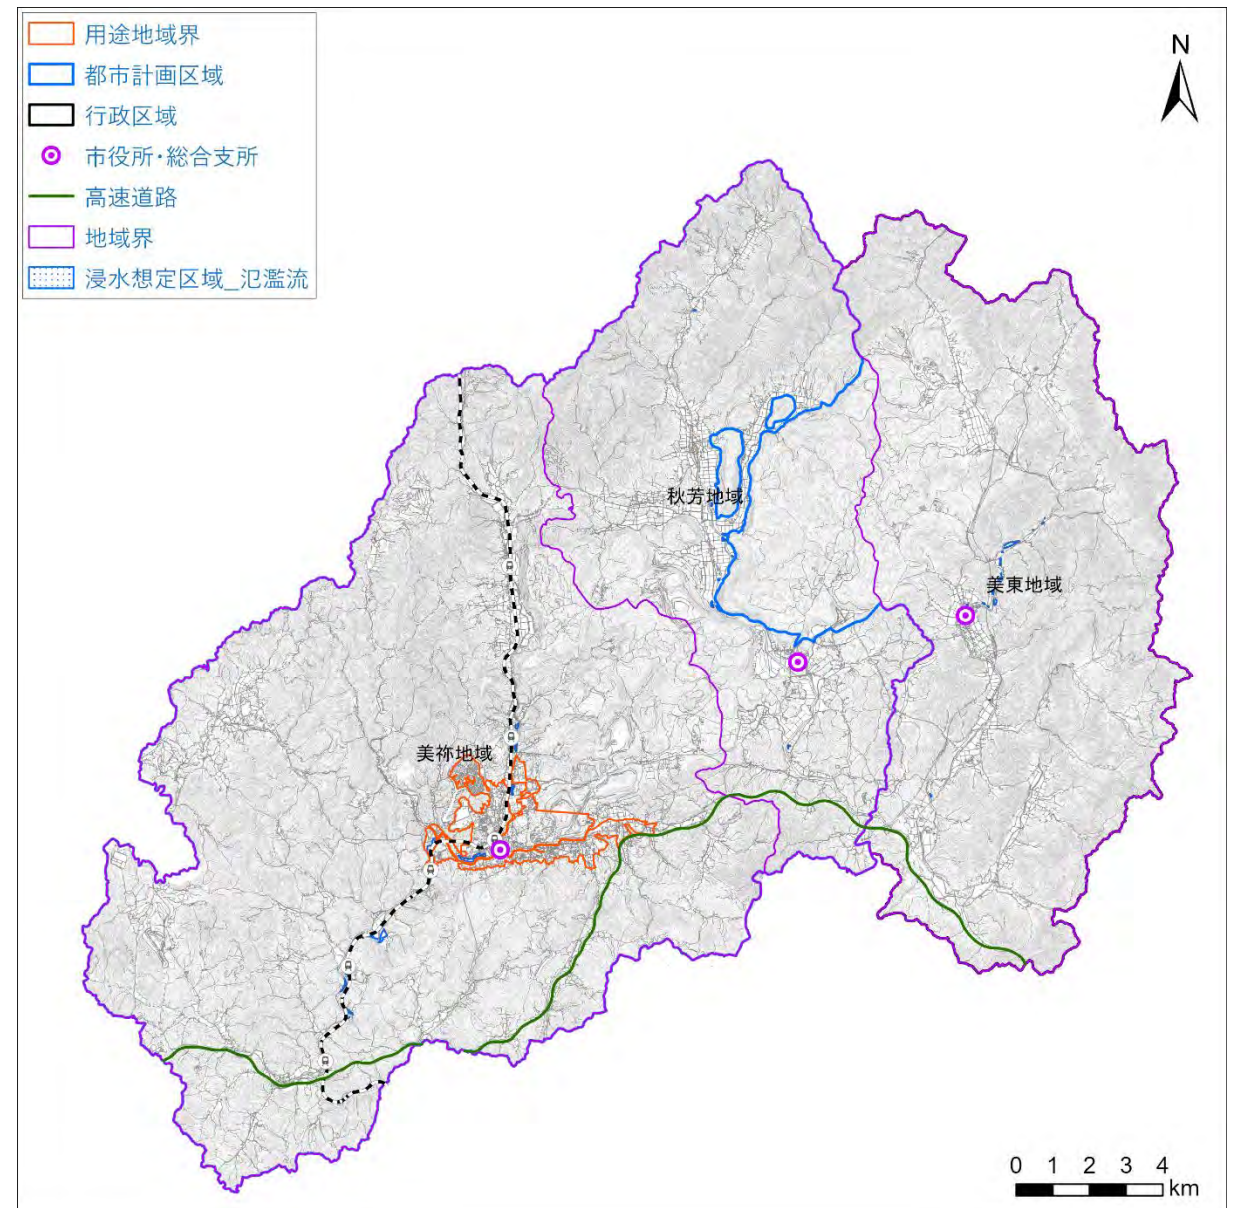 用途地域界
都市計画区域
行政区域
市役所・総合支所
高速道路
地域界
浸水想定区域_氾濫流
N
秋芳地域
美東地域
美祢地域
0 1 2 3 4
km